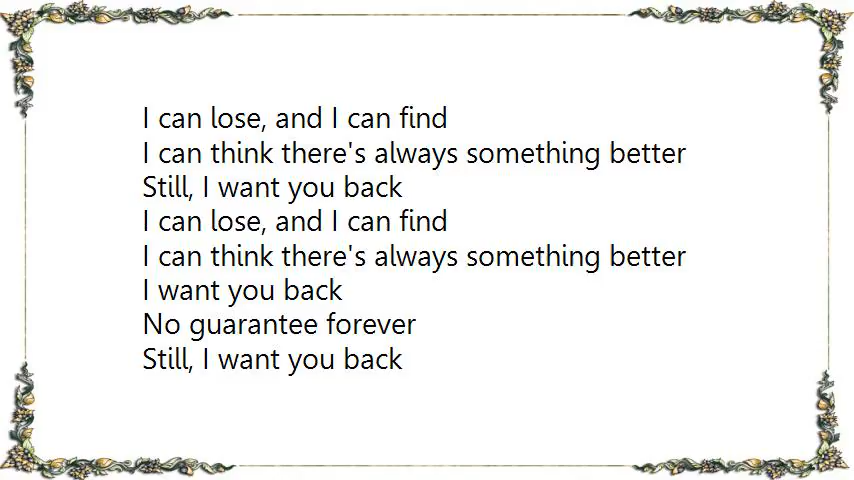 I can lose, and I can find
I can think there's always something better
Still, I want you back
I can lose, and I can find
I can think there's always something better
I want you back
No guarantee forever
Still, I want you back